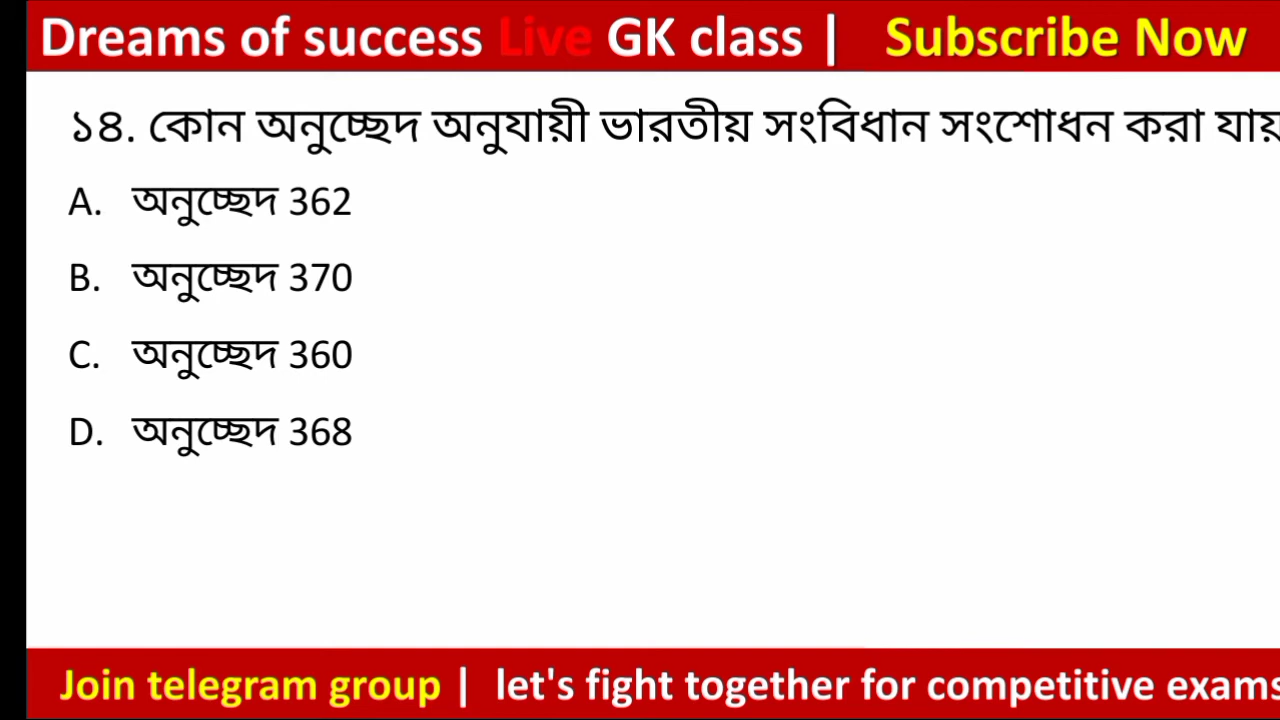 Dreams of success Live GK class | Subscribe Now
১৪. কোন অনুচ্ছেদ অনুযায়ী ভারতীয় সংবিধান সংশোধন করা যায়
A. অনুচ্ছেদ 362
B. অনুচ্ছেদ 370
C. অনুচ্ছেদ 360
D. অনুচ্ছেদ 368
Join telegram group | let's fight together for competitive exams